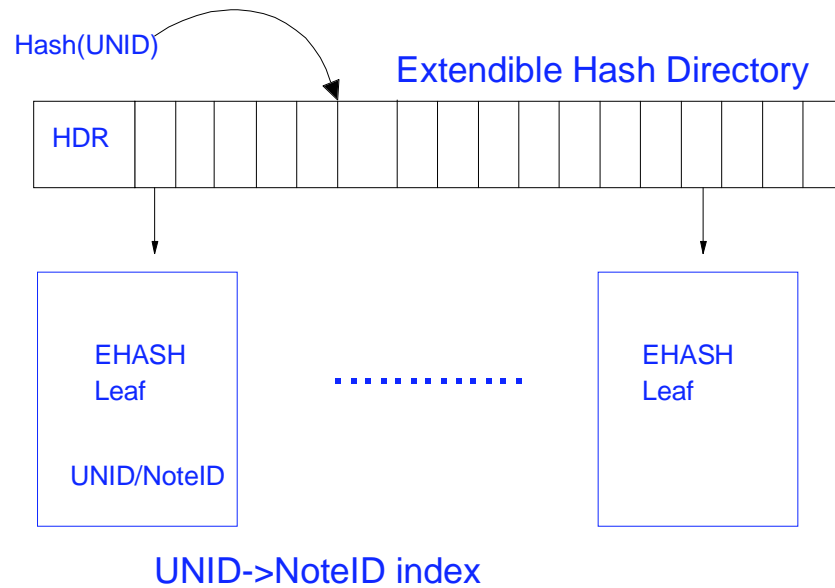 Hash(UNID)
Extendible Hash Directory
HDR
EHASH
Leaf
UNID/NoteID
EHASH
Leaf
UNID->NoteID index